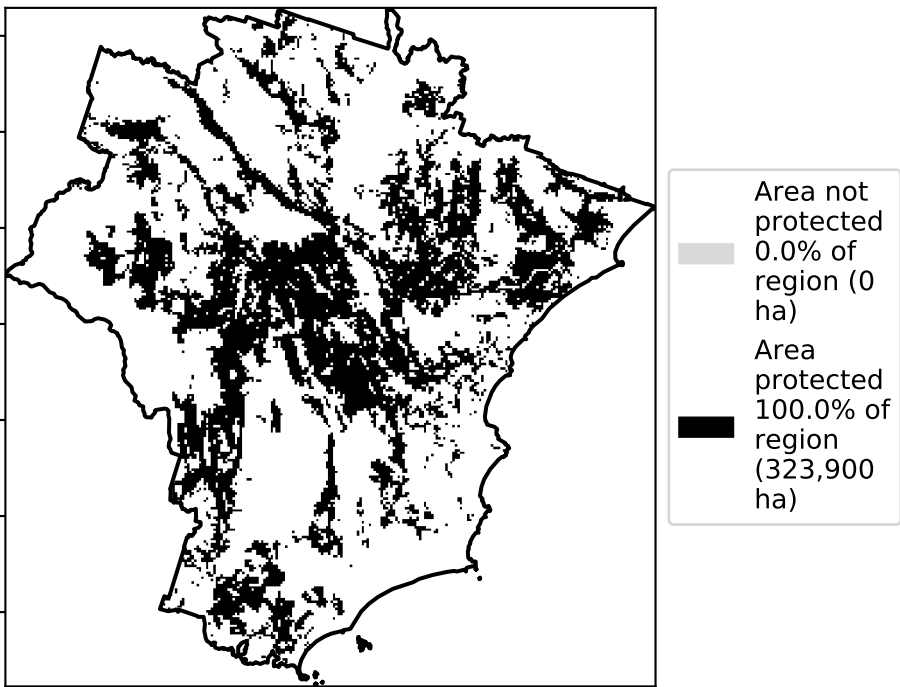 Area not
protected
0.0% of
region (0
ha)
Area
protected
100.0% of
region
(323,900
ha)